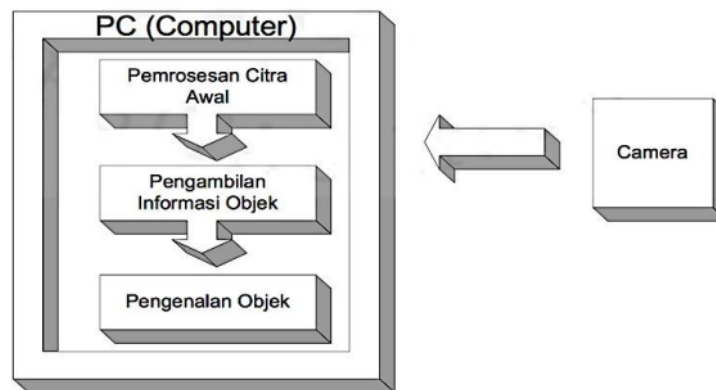 PC (Computer)
Pemrosesan Citra
Awal
Pengambilan
Informasi Objek
Pengenalan Objek
Camera